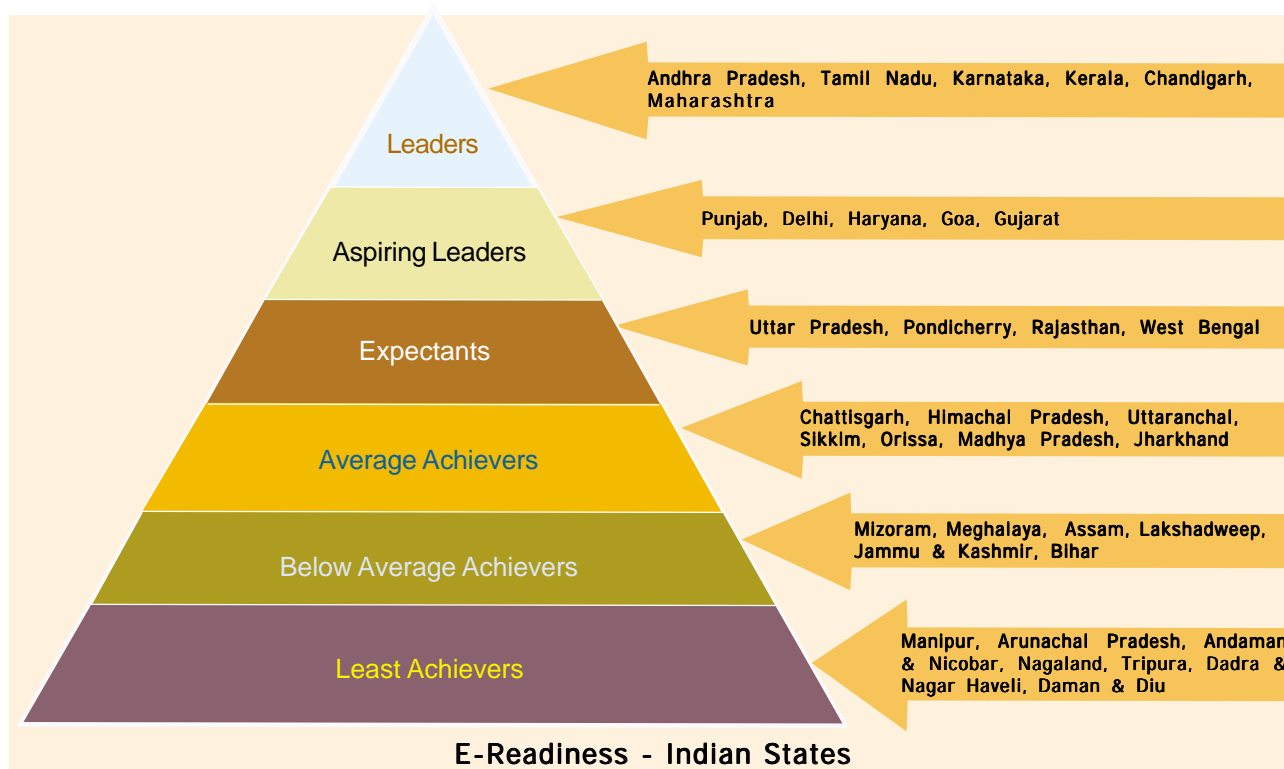 Andhra Pradesh, Tamil Nadu, Karnataka, Kerala, Chandigarh,
Maharashtra
Leaders
Punjab, Delhi, Haryana, Goa, Gujarat
Aspiring Leaders
Uttar Pradesh, Pondicherry, Rajasthan, West Bengal
Expectants
Chattisgarh, Himachal Pradesh, Uttaranchal,
Sikkim, Orissa, Madhya Pradesh, Jharkhand
Average Achievers
Mizoram, Meghalaya, Assam, Lakshadweep,
Jammu & Kashmir, Bihar
Below Average Achievers
Manipur, Arunachal Pradesh, Andaman
& Nicobar, Nagaland, Tripura, Dadra &
Nagar Haveli, Daman & Diu
Least Achievers
E-Readiness - Indian States